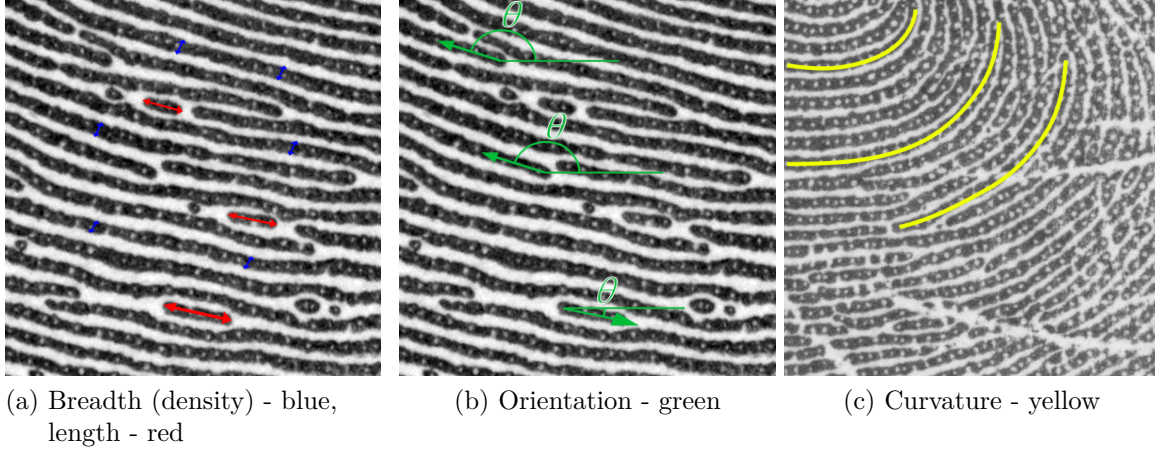 θ
θ
θ
(a) Breadth (density) - blue,
length - red
(b) Orientation - green
(c) Curvature - yellow